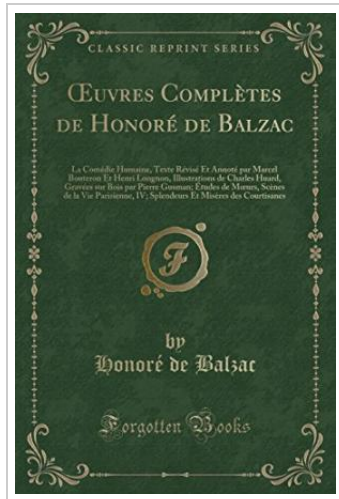 CLASSIC REPRINT SERIES
ŒUVRES COMPLÈTES
DE HONORÉ DE BALZAC
La Comédie Humaine, Texte Révisé Et Annoté par Marcel
Bouteron Et Henri Longnon, Illustrations de Charles Huard,
Gravées sur Bois par Pierre Gusman; Études de Mœurs, Scènes
de la Vie Parisienne, IV; Splendeurs Et Misères des Courtisanes
F
by
Honoré de Balzac
Forgotten Books